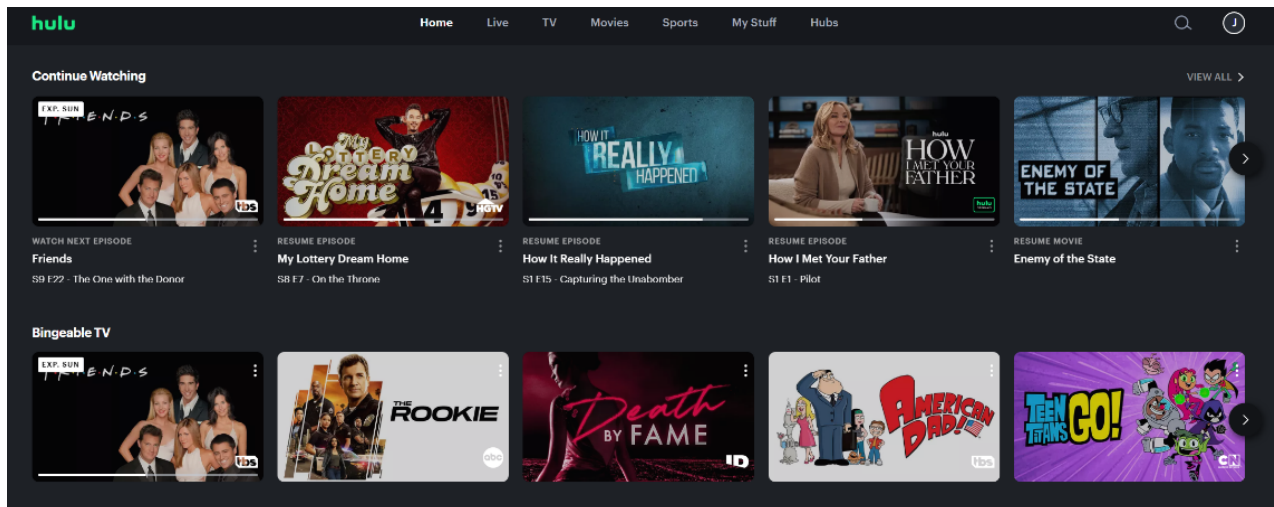 hulu
Home Live TV Movies Sports My Stuff Hubs
J
Continue Watching
VIEW ALL
EXP. SUN
FRIENDS
tbs
My LOTTERY Dream Home
HGTV
HOW IT REALLY HAPPENED
hulu
HOW I MET YOUR FATHER
hulu
ENEMY OF THE STATE
WATCH NEXT EPISODE
Friends
S9 E22 - The One with the Donor
RESUME EPISODE
My Lottery Dream Home
S8 E7 - On the Throne
RESUME EPISODE
How It Really Happened
S1 E15 - Capturing the Unabomber
RESUME EPISODE
How I Met Your Father
S1 E1 - Pilot
RESUME MOVIE
Enemy of the State
Bingeable TV
EXP. SUN
FRIENDS
tbs
THE ROOKIE
abc
Death BY FAME
ID
AMERICAN DAD!
tbs
TEEN TITANS GO!
CN